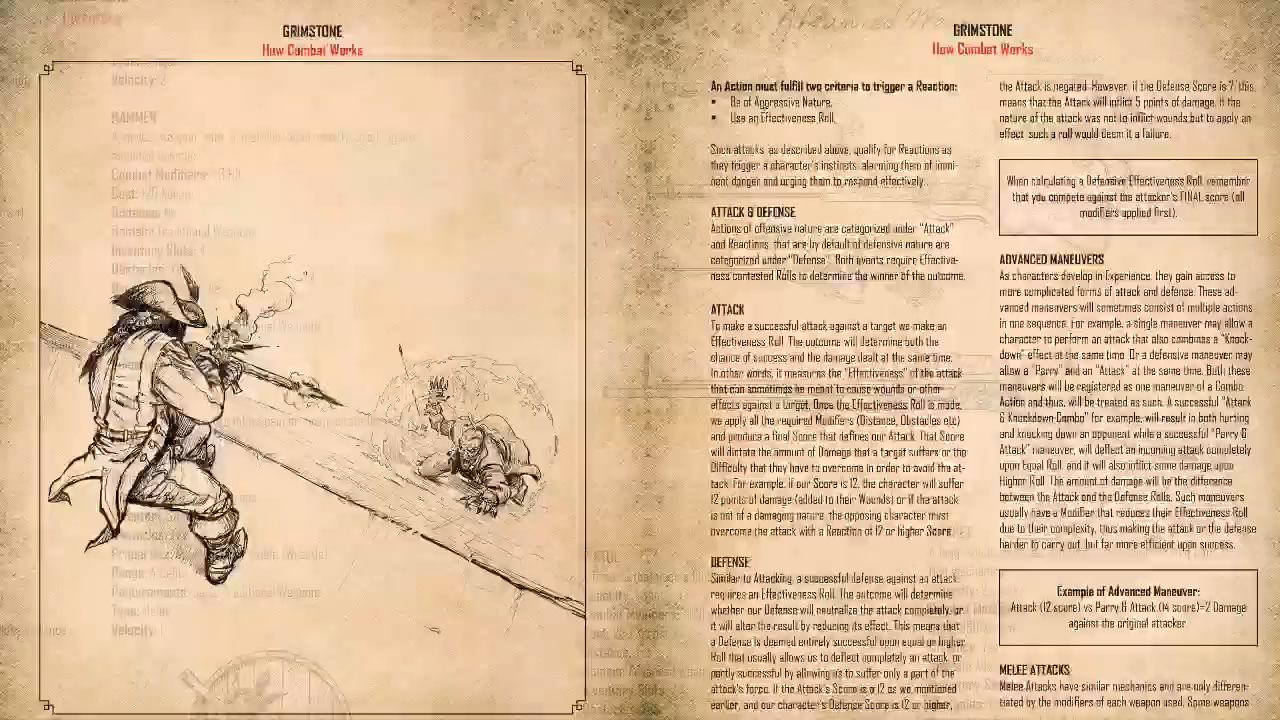 GRIMSTONE
How Combat Works
Velocity: 2
HAMMER
Combat Modifiers:
Inventory Slots:
Obstacles:
Velocity:
GRIMSTONE
How Combat Works
An Action must fulfill two criteria to trigger a Reaction:
▪ Be of Aggressive Nature.
▪ Use an Effectiveness Roll.
Such attacks, as described above, qualify for Reactions as
they trigger a character's instincts, alarming them of immi-
nent danger and urging them to respond effectively.
ATTACK & DEFENSE
Actions of offensive nature are categorized under "Attack"
and Reactions, that are by default of defensive nature are
categorized under "Defense". Both events require Effective-
ness contested Rolls to determine the winner of the outcome.
ATTACK
To make a successful attack against a target we make an
Effectiveness Roll. The outcome will determine both the
chance of success and the damage dealt at the same time.
In other words, it measures the "Effectiveness" of the attack
that can sometimes be meant to cause wounds or other
effects against a target. Once the Effectiveness Roll is made,
we apply all the required Modifiers (Distance, Obstacles etc)
and produce a final Score that defines our Attack. That Score
will dictate the amount of Damage that a target suffers or the
Difficulty that they have to overcome in order to avoid the at-
tack. For example, if our Score is 12, the character will suffer
12 points of damage (added to their Wounds) or if the attack
is not of a damaging nature, the opposing character must
overcome the attack with a Reaction of 12 or higher Score.
DEFENSE
Similar to Attacking, a successful defense against an attack
requires an Effectiveness Roll. The outcome will determine
whether our Defense will neutralize the attack completely, or
it will alter the result by reducing its effect. This means that
a Defense is deemed entirely successful upon equal or higher
Roll that usually allows us to deflect completely an attack, or
partly successful by allowing us to suffer only a part of the
attack's force. If the Attack's Score is a 12 as we mentioned
earlier, and our character's Defense Score is 12 or higher,
the Attack is negated. However, if the Defense Score is 7, this
means that the Attack will inflict 5 points of damage. If the
nature of the attack was not to inflict wounds but to apply an
effect, such a roll would deem it a failure.
When calculating a Defensive Effectiveness Roll, remember
that you compete against the attacker's FINAL score (all
modifiers applied first).
ADVANCED MANEUVERS
As characters develop in Experience, they gain access to
more complicated forms of attack and defense. These ad-
vanced maneuvers will sometimes consist of multiple actions
in one sequence. For example, a single maneuver may allow a
character to perform an attack that also combines a "Knock-
down" effect at the same time. Or a defensive maneuver may
allow a "Parry" and an "Attack" at the same time. Both these
maneuvers will be registered as one maneuver of a Combo
Action and thus, will be treated as such. A successful "Attack
& Knockdown Combo" for example, will result in both hurting
and knocking down an opponent while a successful "Parry &
Attack" maneuver, will deflect an incoming attack completely
upon Equal Roll, and it will also inflict some damage upon
Higher Roll. The amount of damage will be the difference
between the Attack and the Defense Rolls. Such maneuvers
usually have a Modifier that reduces their Effectiveness Roll
due to their complexity, thus making the attack or the defense
harder to carry out, but far more efficient upon success.
Example of Advanced Maneuver:
Attack (12 score) vs Parry & Attack (14 score)=2 Damage
against the original attacker.
MELEE ATTACKS
Melee Attacks have similar mechanics and are only differen-
tiated by the modifiers of each weapon used. Some weapons